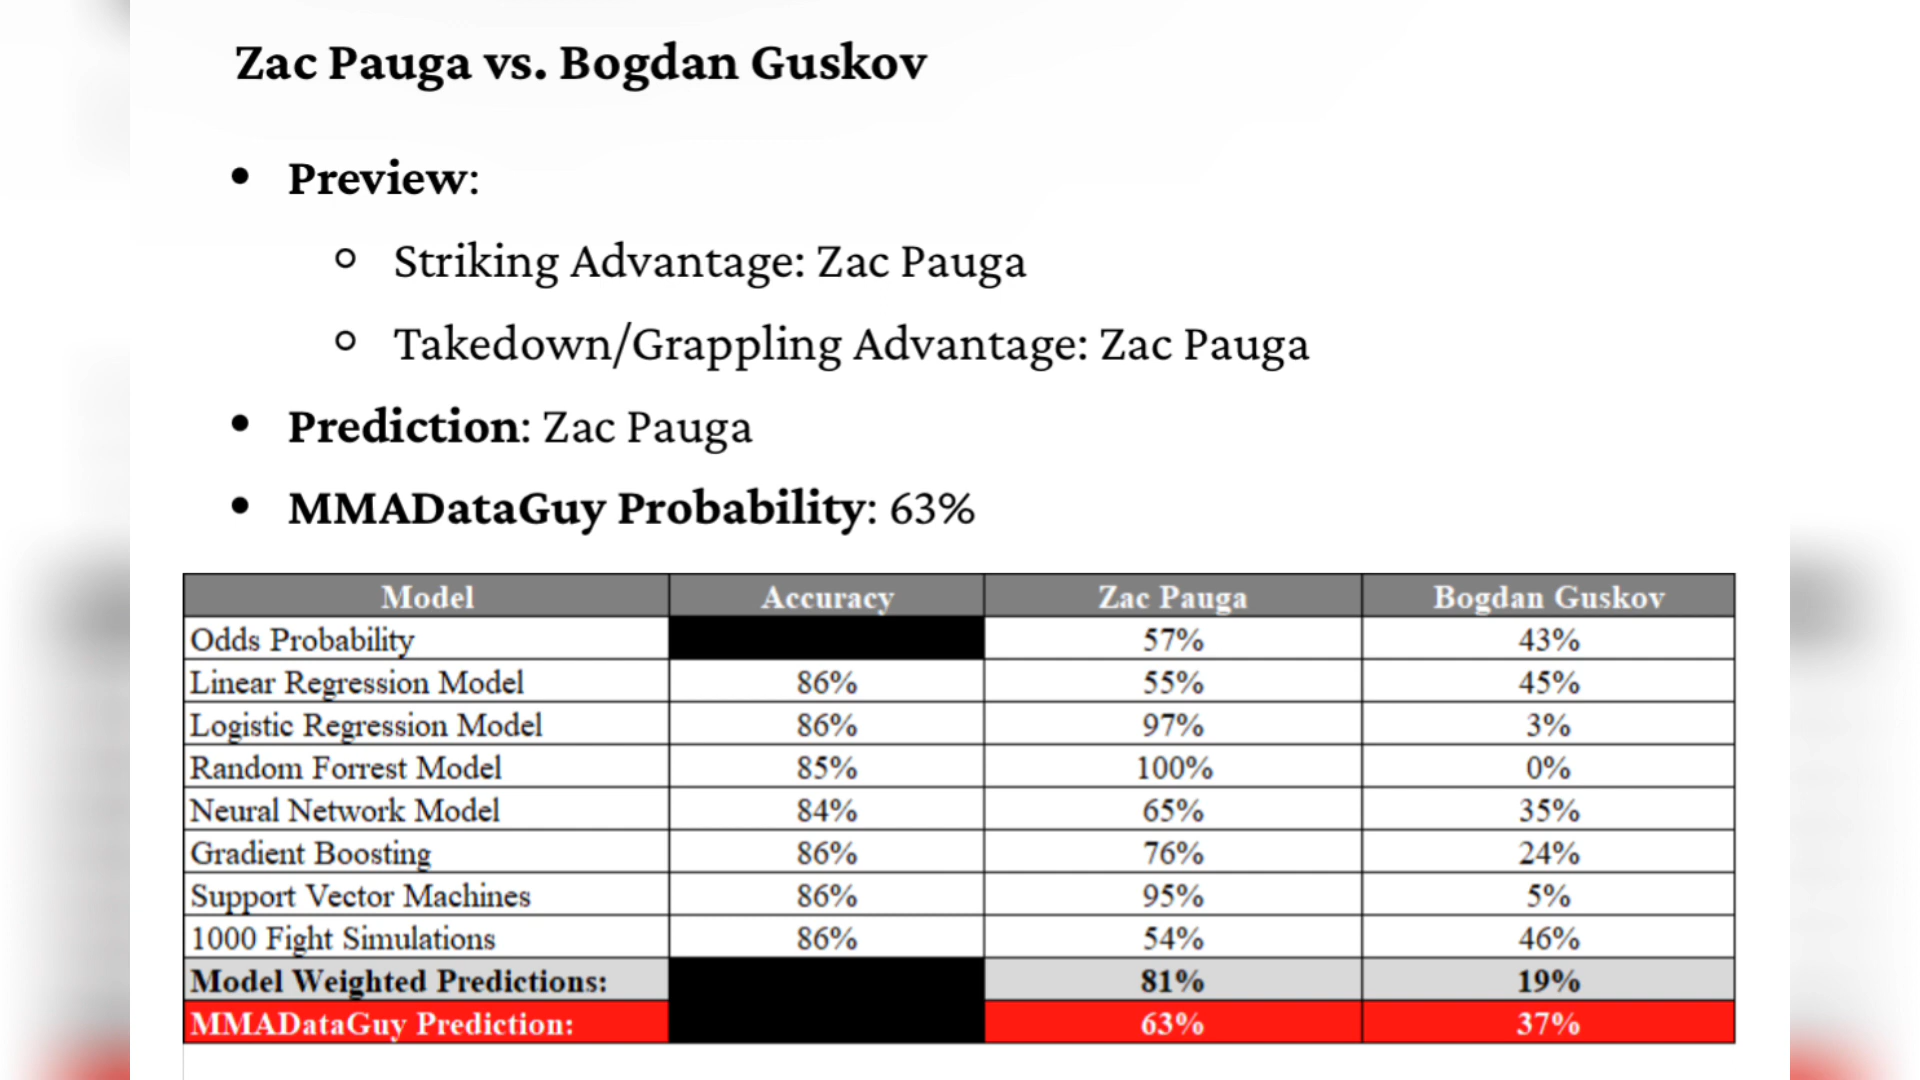 Zac Pauga vs. Bogdan Guskov
• Preview:
○ Striking Advantage: Zac Pauga
○ Takedown/Grappling Advantage: Zac Pauga
• Prediction: Zac Pauga
• MMADataGuy Probability: 63%
Model Accuracy Zac Pauga Bogdan Guskov
Odds Probability 57% 43%
Linear Regression Model 86% 55% 45%
Logistic Regression Model 86% 97% 3%
Random Forrest Model 85% 100% 0%
Neural Network Model 84% 65% 35%
Gradient Boosting 86% 76% 24%
Support Vector Machines 86% 95% 5%
1000 Fight Simulations 86% 54% 46%
Model Weighted Predictions: 81% 19%
MMADataGuy Prediction: 63% 37%